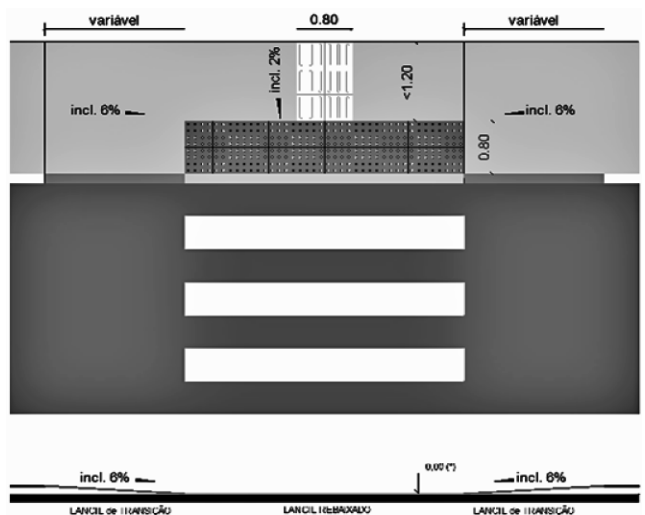 variável 0.80 variável
incl. 2%
<1.20
incl. 6% incl. 6%
0.80
incl. 6% 0,00 (*) incl. 6%
LANCIL de TRANSIÇÃO LANCIL REBAIXADO LANCIL de TRANSIÇÃO